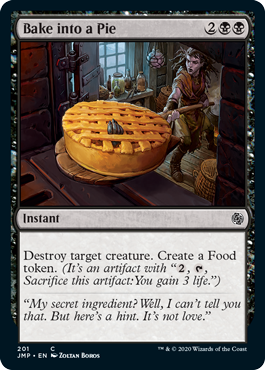 Bake into a Pie 2
Instant
Destroy target creature. Create a Food
token. (It's an artifact with “2, ,
Sacrifice this artifact:You gain 3 life.”)
“My secret ingredient? Well, I can't tell you
that. But here's a hint. It's not love.”
201 C
JMP • EN Zoltan Boros
™ & © 2020 Wizards of the Coast